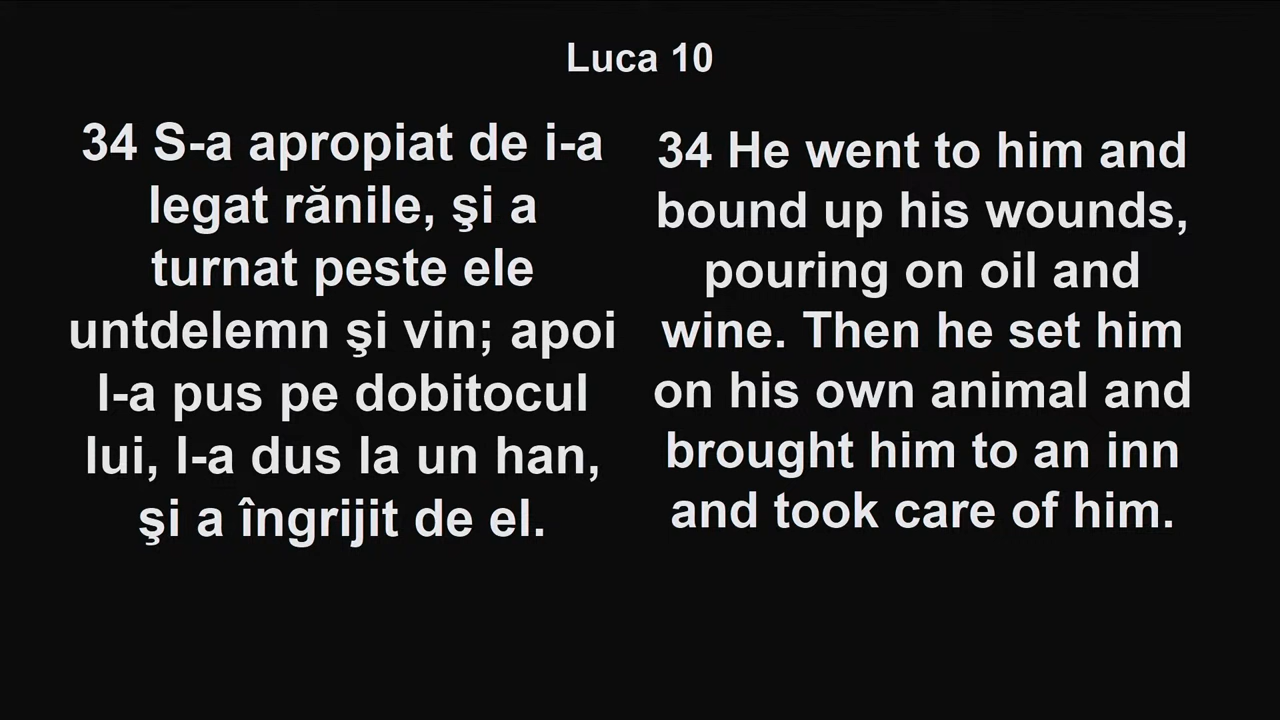 Luca 10
34 S-a apropiat de i-a
legat rănile, şi a
turnat peste ele
untdelemn şi vin; apoi
l-a pus pe dobitocul
lui, l-a dus la un han,
şi a îngrijit de el.
34 He went to him and
bound up his wounds,
pouring on oil and
wine. Then he set him
on his own animal and
brought him to an inn
and took care of him.